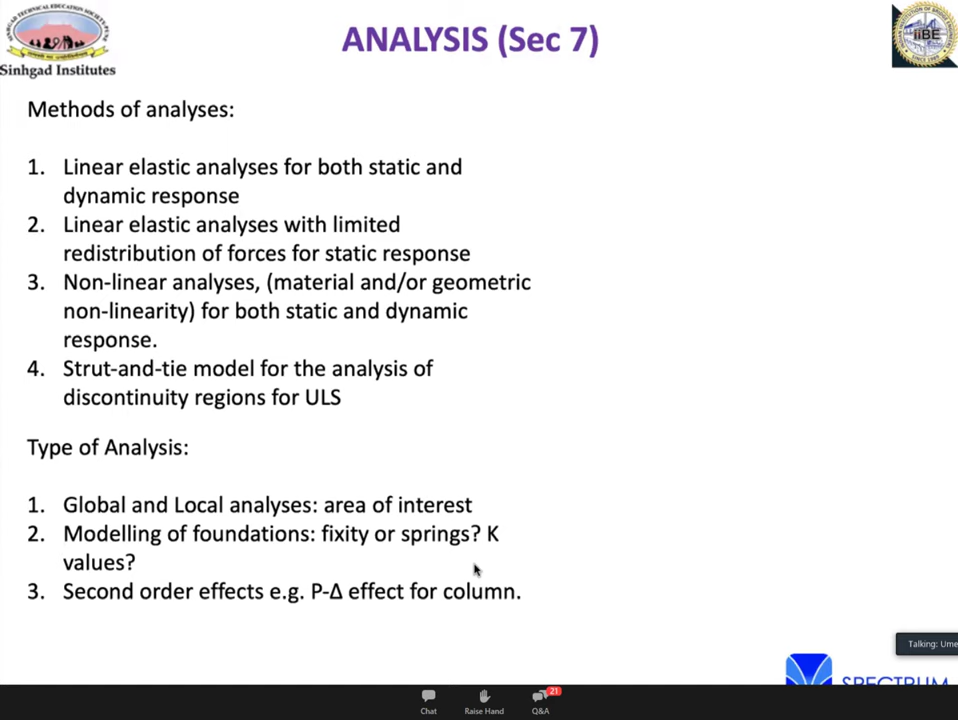 ANALYSIS (Sec 7)
Sinhgad Institutes
iiBE
Methods of analyses:
1. Linear elastic analyses for both static and
dynamic response
2. Linear elastic analyses with limited
redistribution of forces for static response
3. Non-linear analyses, (material and/or geometric
non-linearity) for both static and dynamic
response.
4. Strut-and-tie model for the analysis of
discontinuity regions for ULS
Type of Analysis:
1. Global and Local analyses: area of interest
2. Modelling of foundations: fixity or springs? K
values?
3. Second order effects e.g. P-Δ effect for column.
Talking: Ume
SPECTRUM
21
Chat Raise Hand Q&A